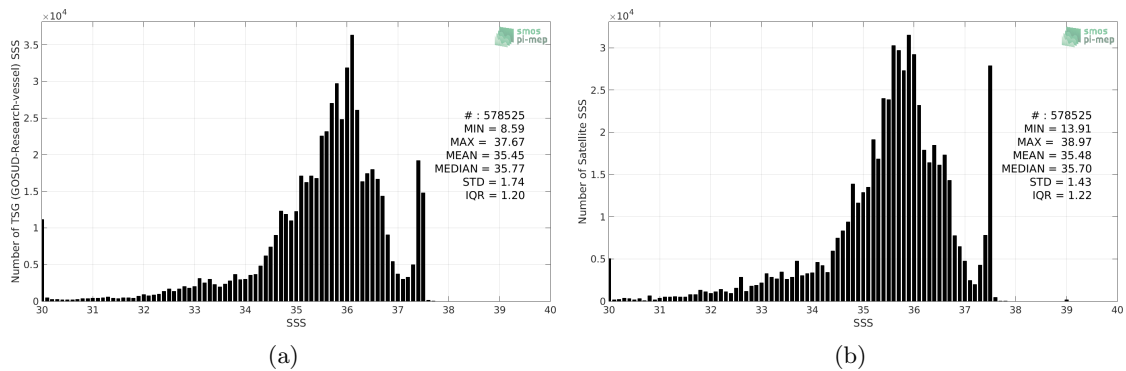 ×10⁴
smos
pi-mep
3.5
3
2.5
2
1.5
1
0.5
0
Number of TSG (GOSUD-Research-vessel) SSS
# : 578525
MIN = 8.59
MAX = 37.67
MEAN = 35.45
MEDIAN = 35.77
STD = 1.74
IQR = 1.20
30 31 32 33 34 35 36 37 38 39 40
SSS
(a)
×10⁴
smos
pi-mep
3
2.5
2
1.5
1
0.5
0
Number of Satellite SSS
# : 578525
MIN = 13.91
MAX = 38.97
MEAN = 35.48
MEDIAN = 35.70
STD = 1.43
IQR = 1.22
30 31 32 33 34 35 36 37 38 39 40
SSS
(b)